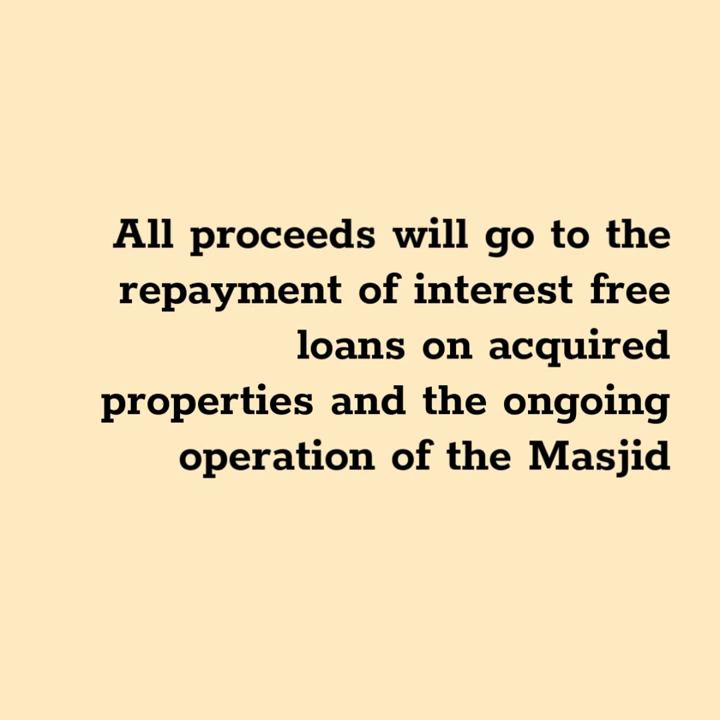 All proceeds will go to the
repayment of interest free
loans on acquired
properties and the ongoing
operation of the Masjid